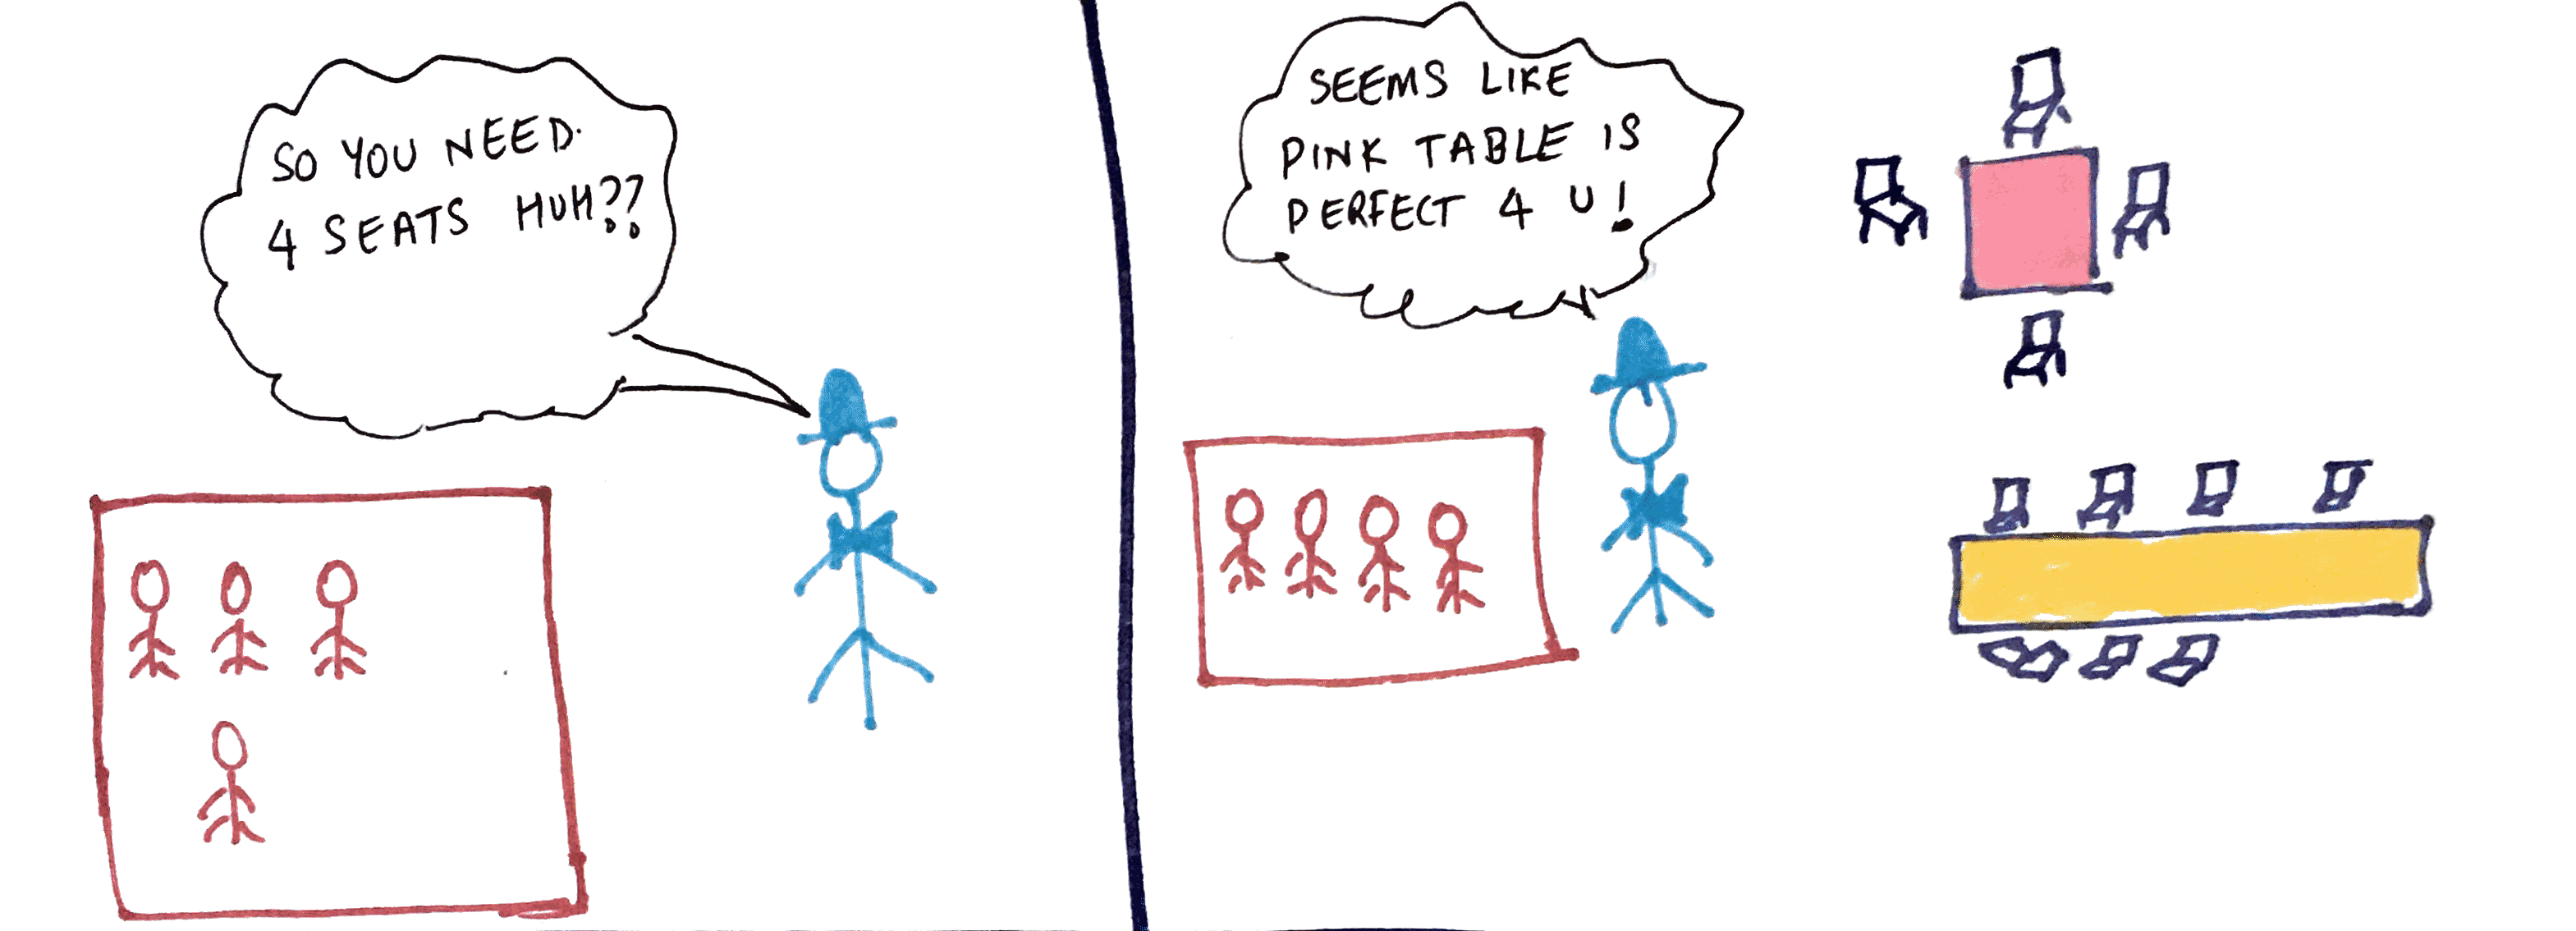 SO YOU NEED.
4 SEATS HUH??
SEEMS LIKE
PINK TABLE IS
PERFECT 4 U!